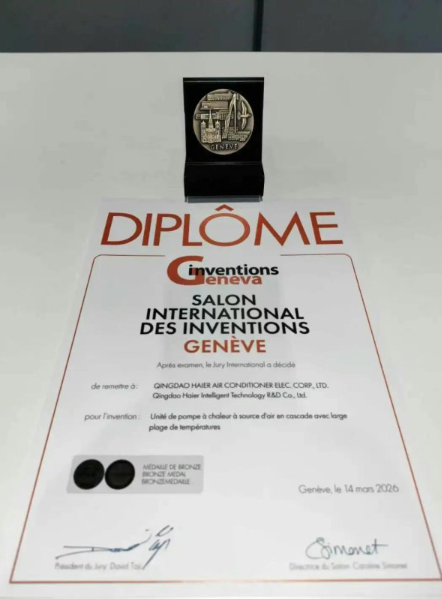 GENÈVE
DIPLÔME
inventions
Geneva
SALON
INTERNATIONAL
DES INVENTIONS
GENÈVE
Après examen, le Jury International a décidé
de remettre à : QINGDAO HAIER AIR CONDITIONER ELEC. CORP., LTD.
Qingdao Haier Intelligent Technology R&D Co., Ltd.
pour l'invention : Unité de pompe à chaleur à source d'air en cascade avec large
plage de températures
MÉDAILLE DE BRONZE
BRONZE MEDAL
BRONZEMEDAILLE
Genève, le 14 mars 2026
Président du Jury: David Taji
Directrice du Salon: Caroline Simonet